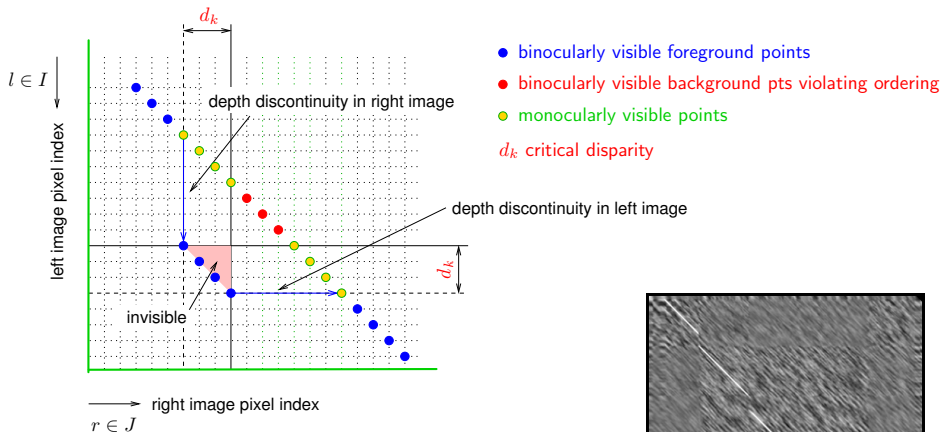 d_k
l ∈ I
left image pixel index
depth discontinuity in right image
depth discontinuity in left image
d_k
invisible
right image pixel index
r ∈ J
binocularly visible foreground points
binocularly visible background pts violating ordering
monocularly visible points
d_k critical disparity